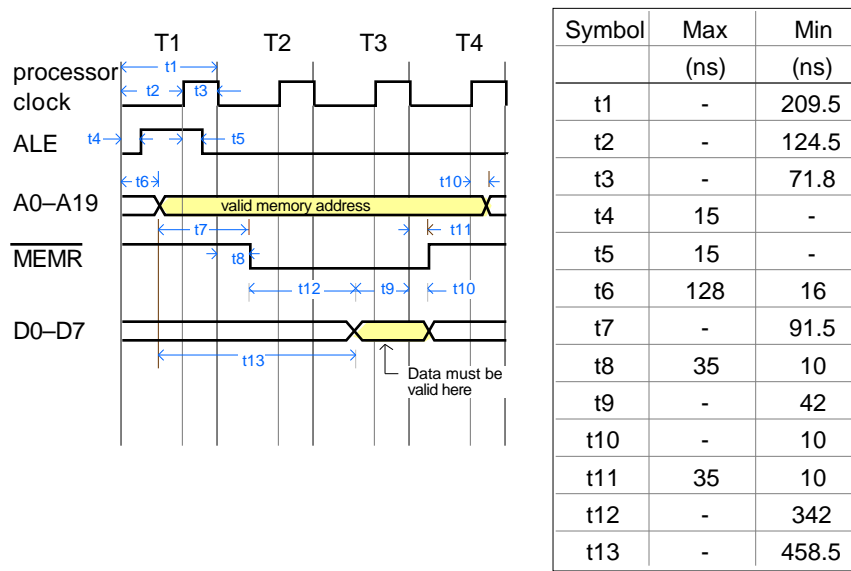 T1 T2 T3 T4
processor
clock
t1
t2 t3
ALE
t4 t5
t6 t10
A0–A19
valid memory address
t7 t11
MEMR
t8
t12 t9 t10
D0–D7
t13
Data must be
valid here
Symbol Max Min
(ns) (ns)
t1 - 209.5
t2 - 124.5
t3 - 71.8
t4 15 -
t5 15 -
t6 128 16
t7 - 91.5
t8 35 10
t9 - 42
t10 - 10
t11 35 10
t12 - 342
t13 - 458.5